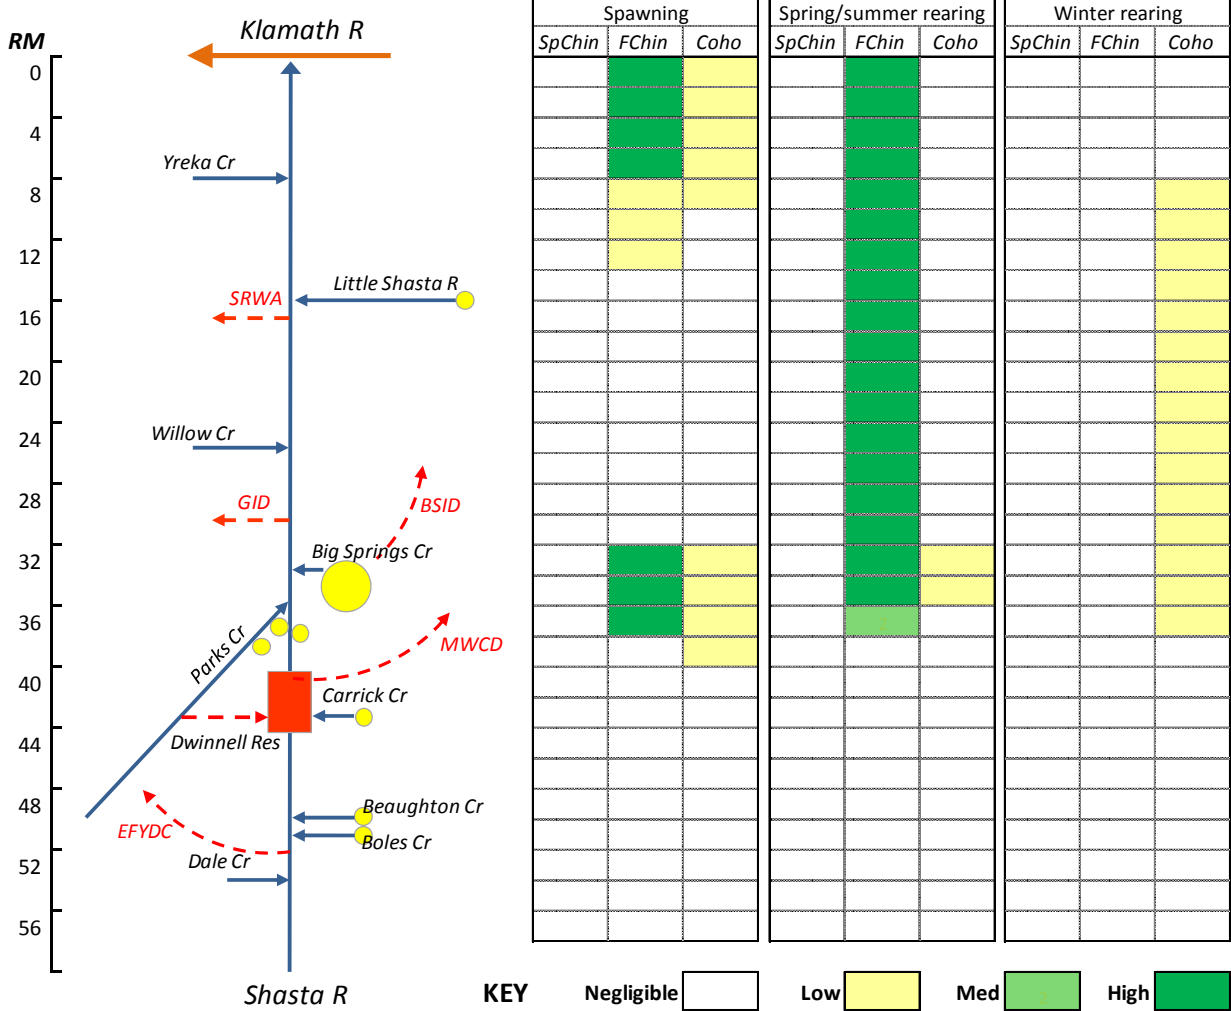 Spawning Spring/summer rearing Winter rearing
RM Klamath R SpChin FChin Coho SpChin FChin Coho SpChin FChin Coho
0
4
Yreka Cr
8
12
Little Shasta R
SRWA
16
20
Willow Cr
24
28
GID BSID
Big Springs Cr
32
36
Parks Cr MWCD
40
Carrick Cr
Dwinnell Res
44
48
Beaughton Cr
EFYDC Boles Cr
Dale Cr
52
56
Shasta R KEY Negligible Low Med High